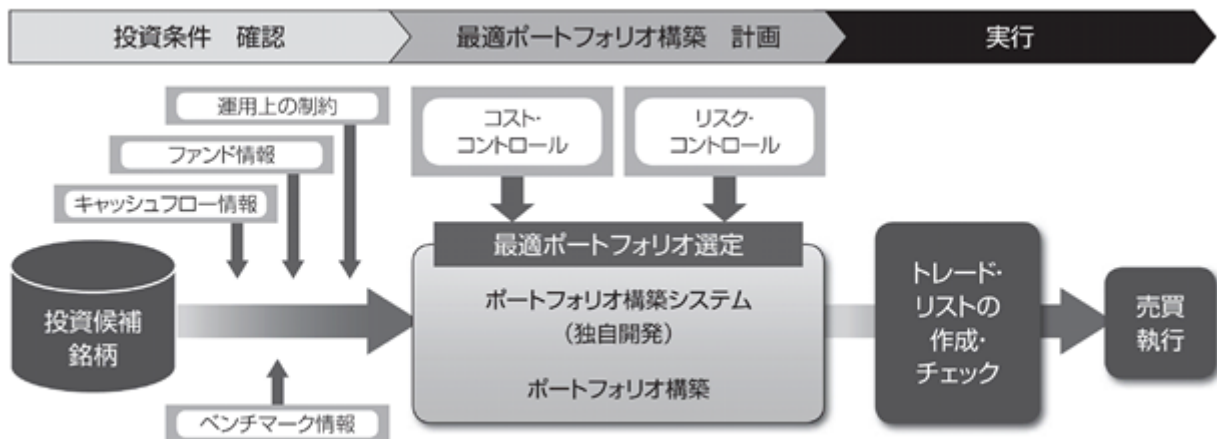 投資条件　確認
最適ポートフォリオ構築　計画
実行
運用上の制約
ファンド情報
キャッシュフロー情報
コスト・
コントロール
リスク・
コントロール
投資候補
銘柄
ベンチマーク情報
最適ポートフォリオ選定
ポートフォリオ構築システム
（独自開発）
ポートフォリオ構築
トレード・
リストの
作成・
チェック
売買
執行